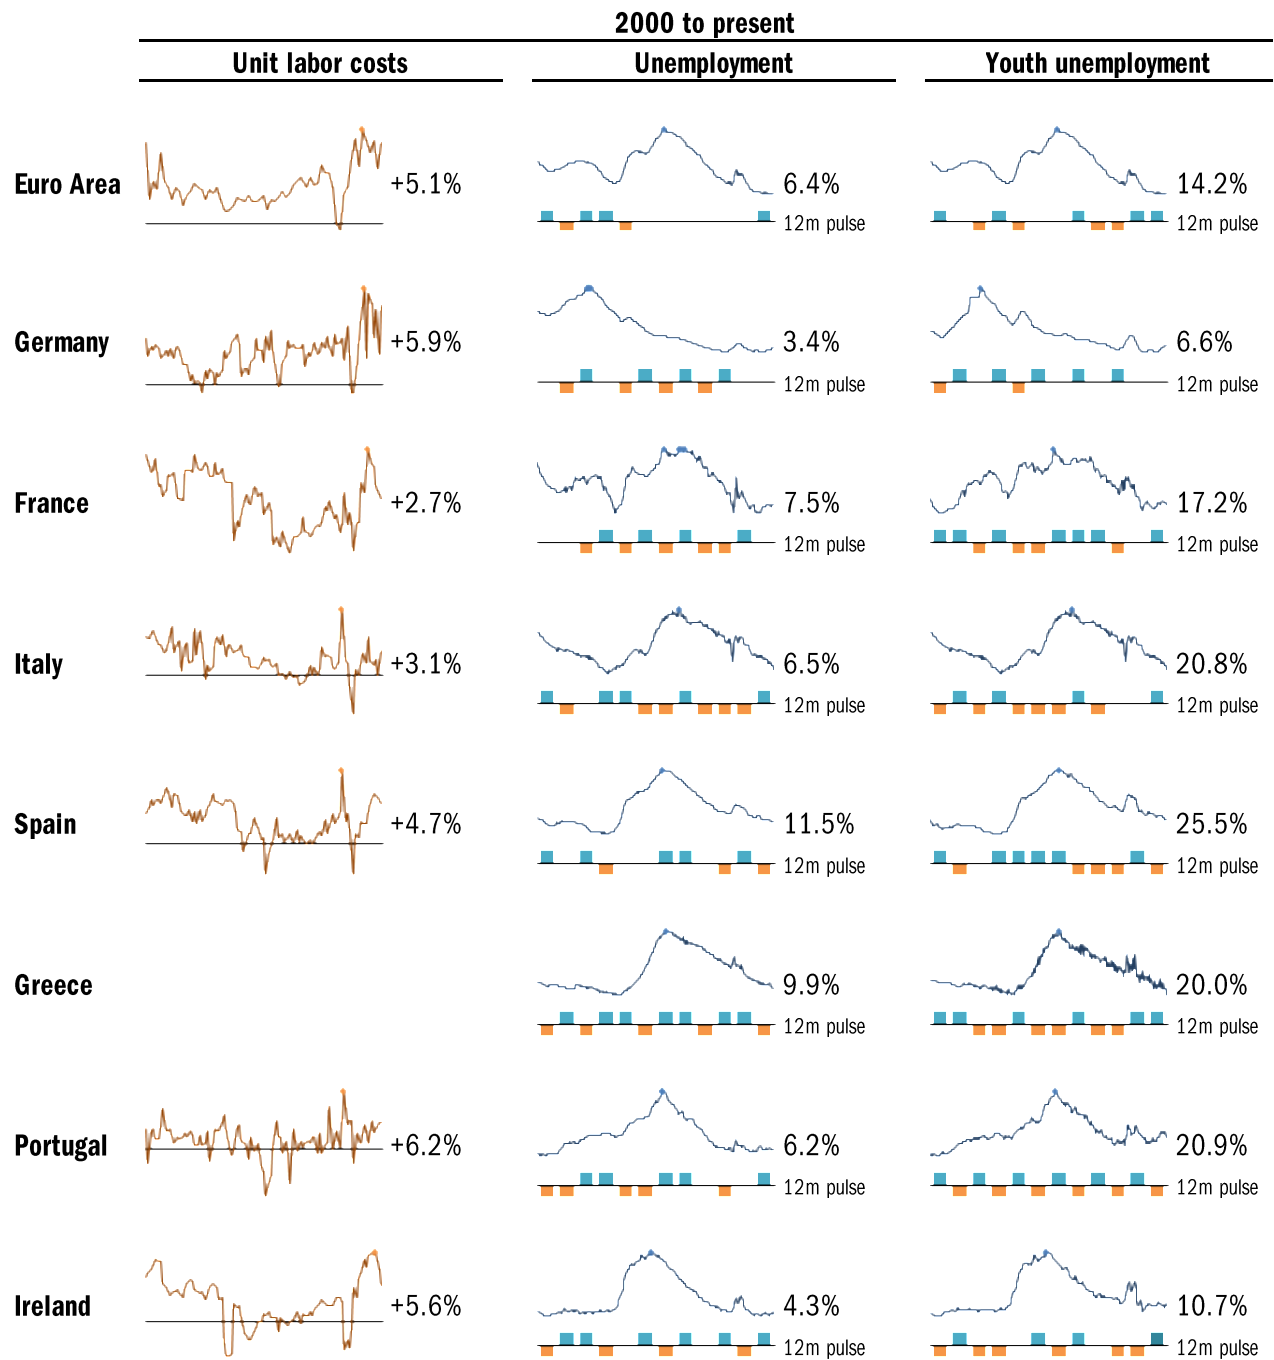 2000 to present
Unit labor costs
Unemployment
Youth unemployment
Euro Area
+5.1%
6.4%
14.2%
12m pulse
12m pulse
Germany
+5.9%
3.4%
6.6%
12m pulse
12m pulse
France
+2.7%
7.5%
17.2%
12m pulse
12m pulse
Italy
+3.1%
6.5%
20.8%
12m pulse
12m pulse
Spain
+4.7%
11.5%
25.5%
12m pulse
12m pulse
Greece
9.9%
20.0%
12m pulse
12m pulse
Portugal
+6.2%
6.2%
20.9%
12m pulse
12m pulse
Ireland
+5.6%
4.3%
10.7%
12m pulse
12m pulse